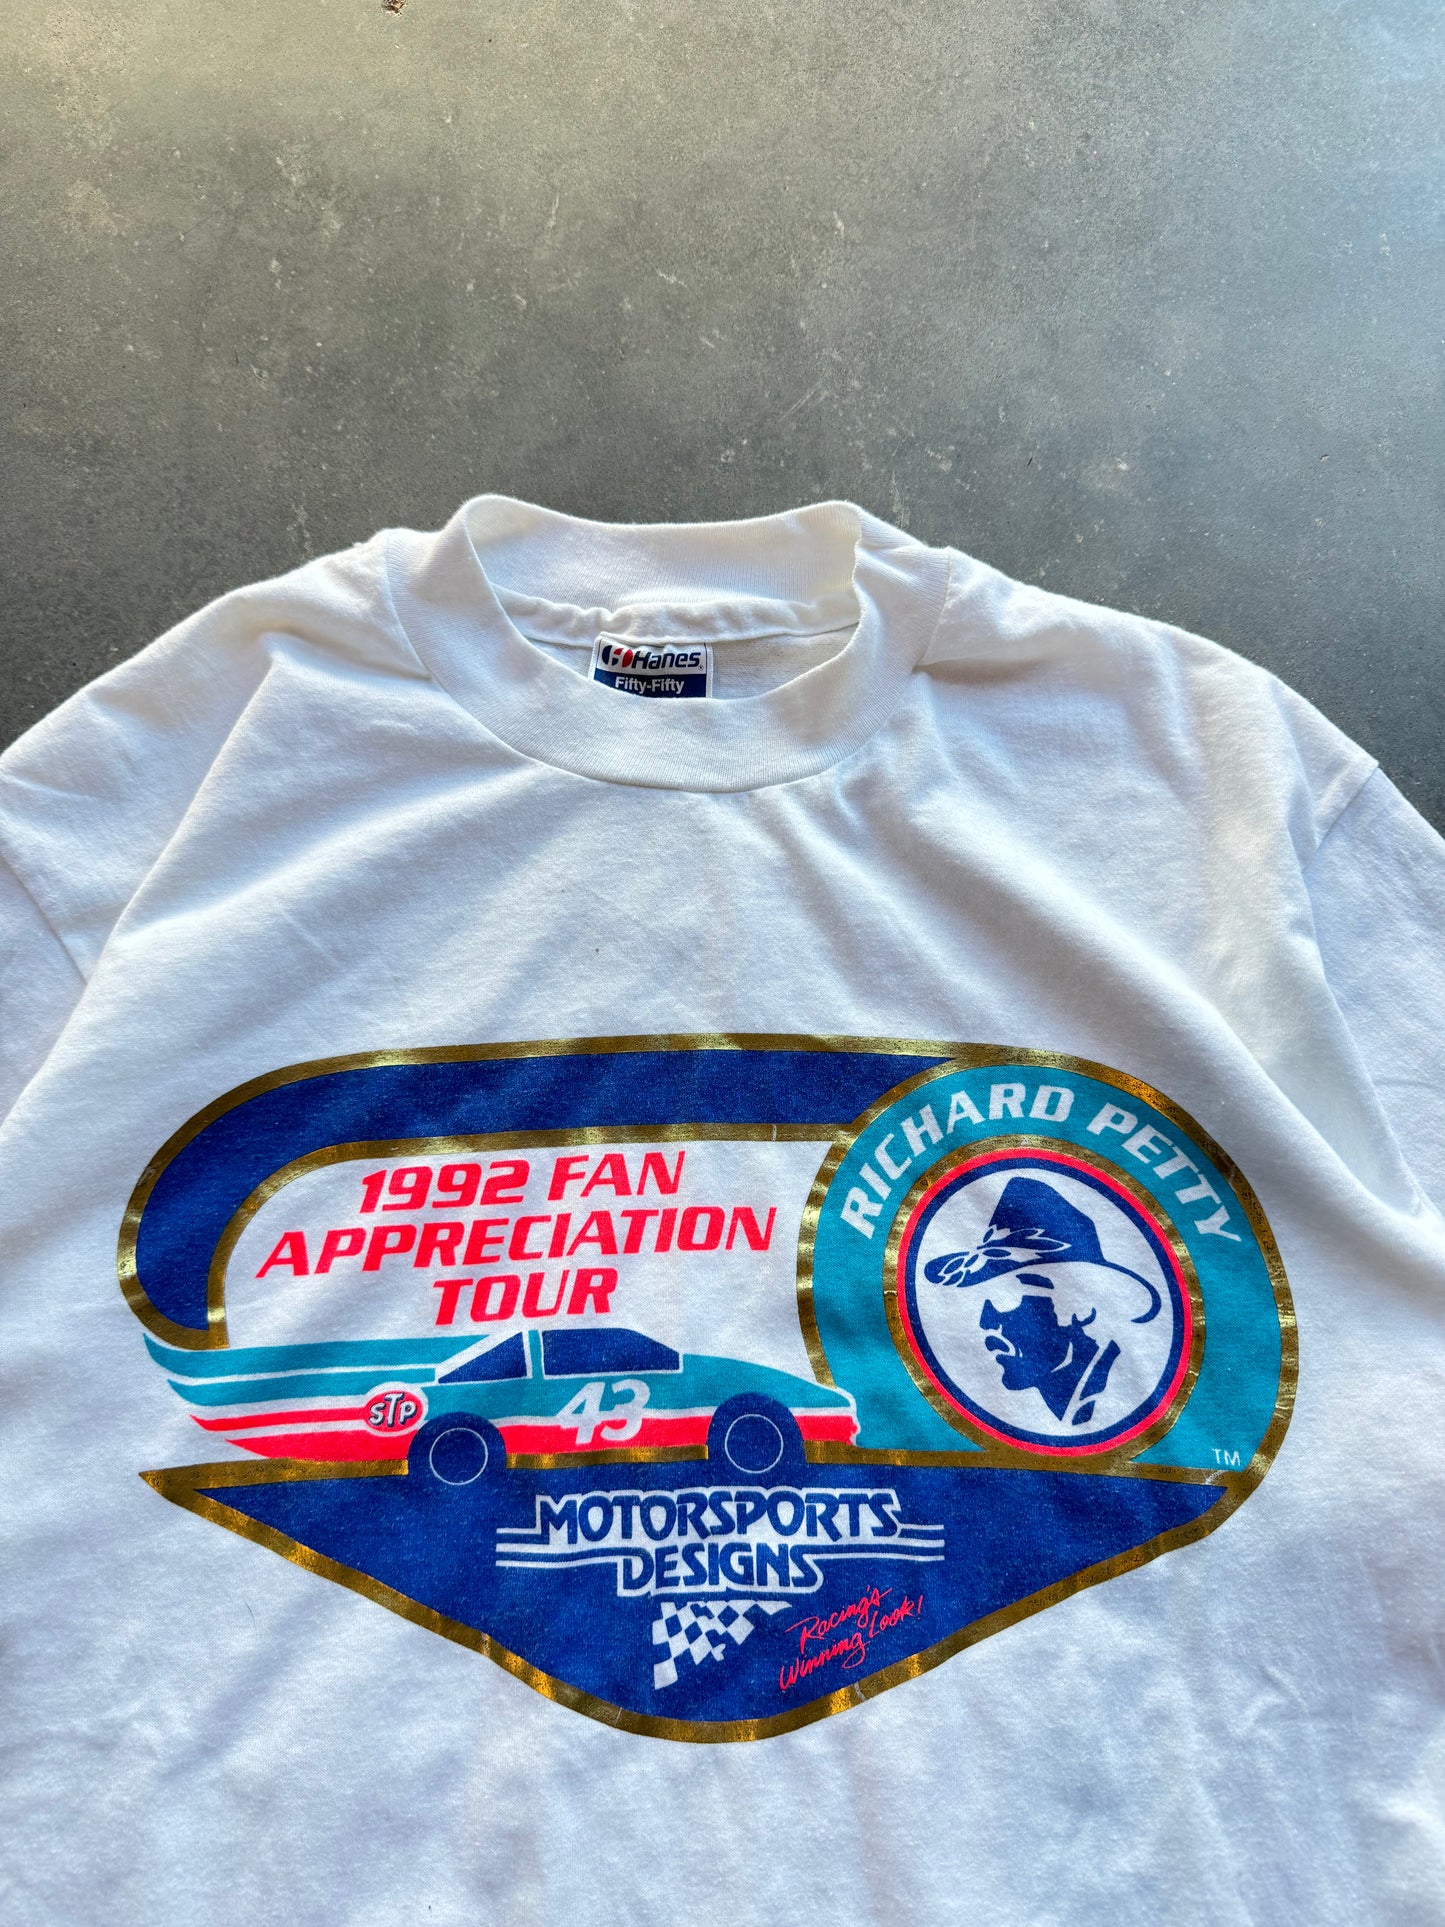 Hanes
Fifty-Fifty
1992 FAN
APPRECIATION
TOUR
RICHARD PETTY
STP
43
TM
MOTORSPORTS
DESIGNS
Racing's
Winning Look!